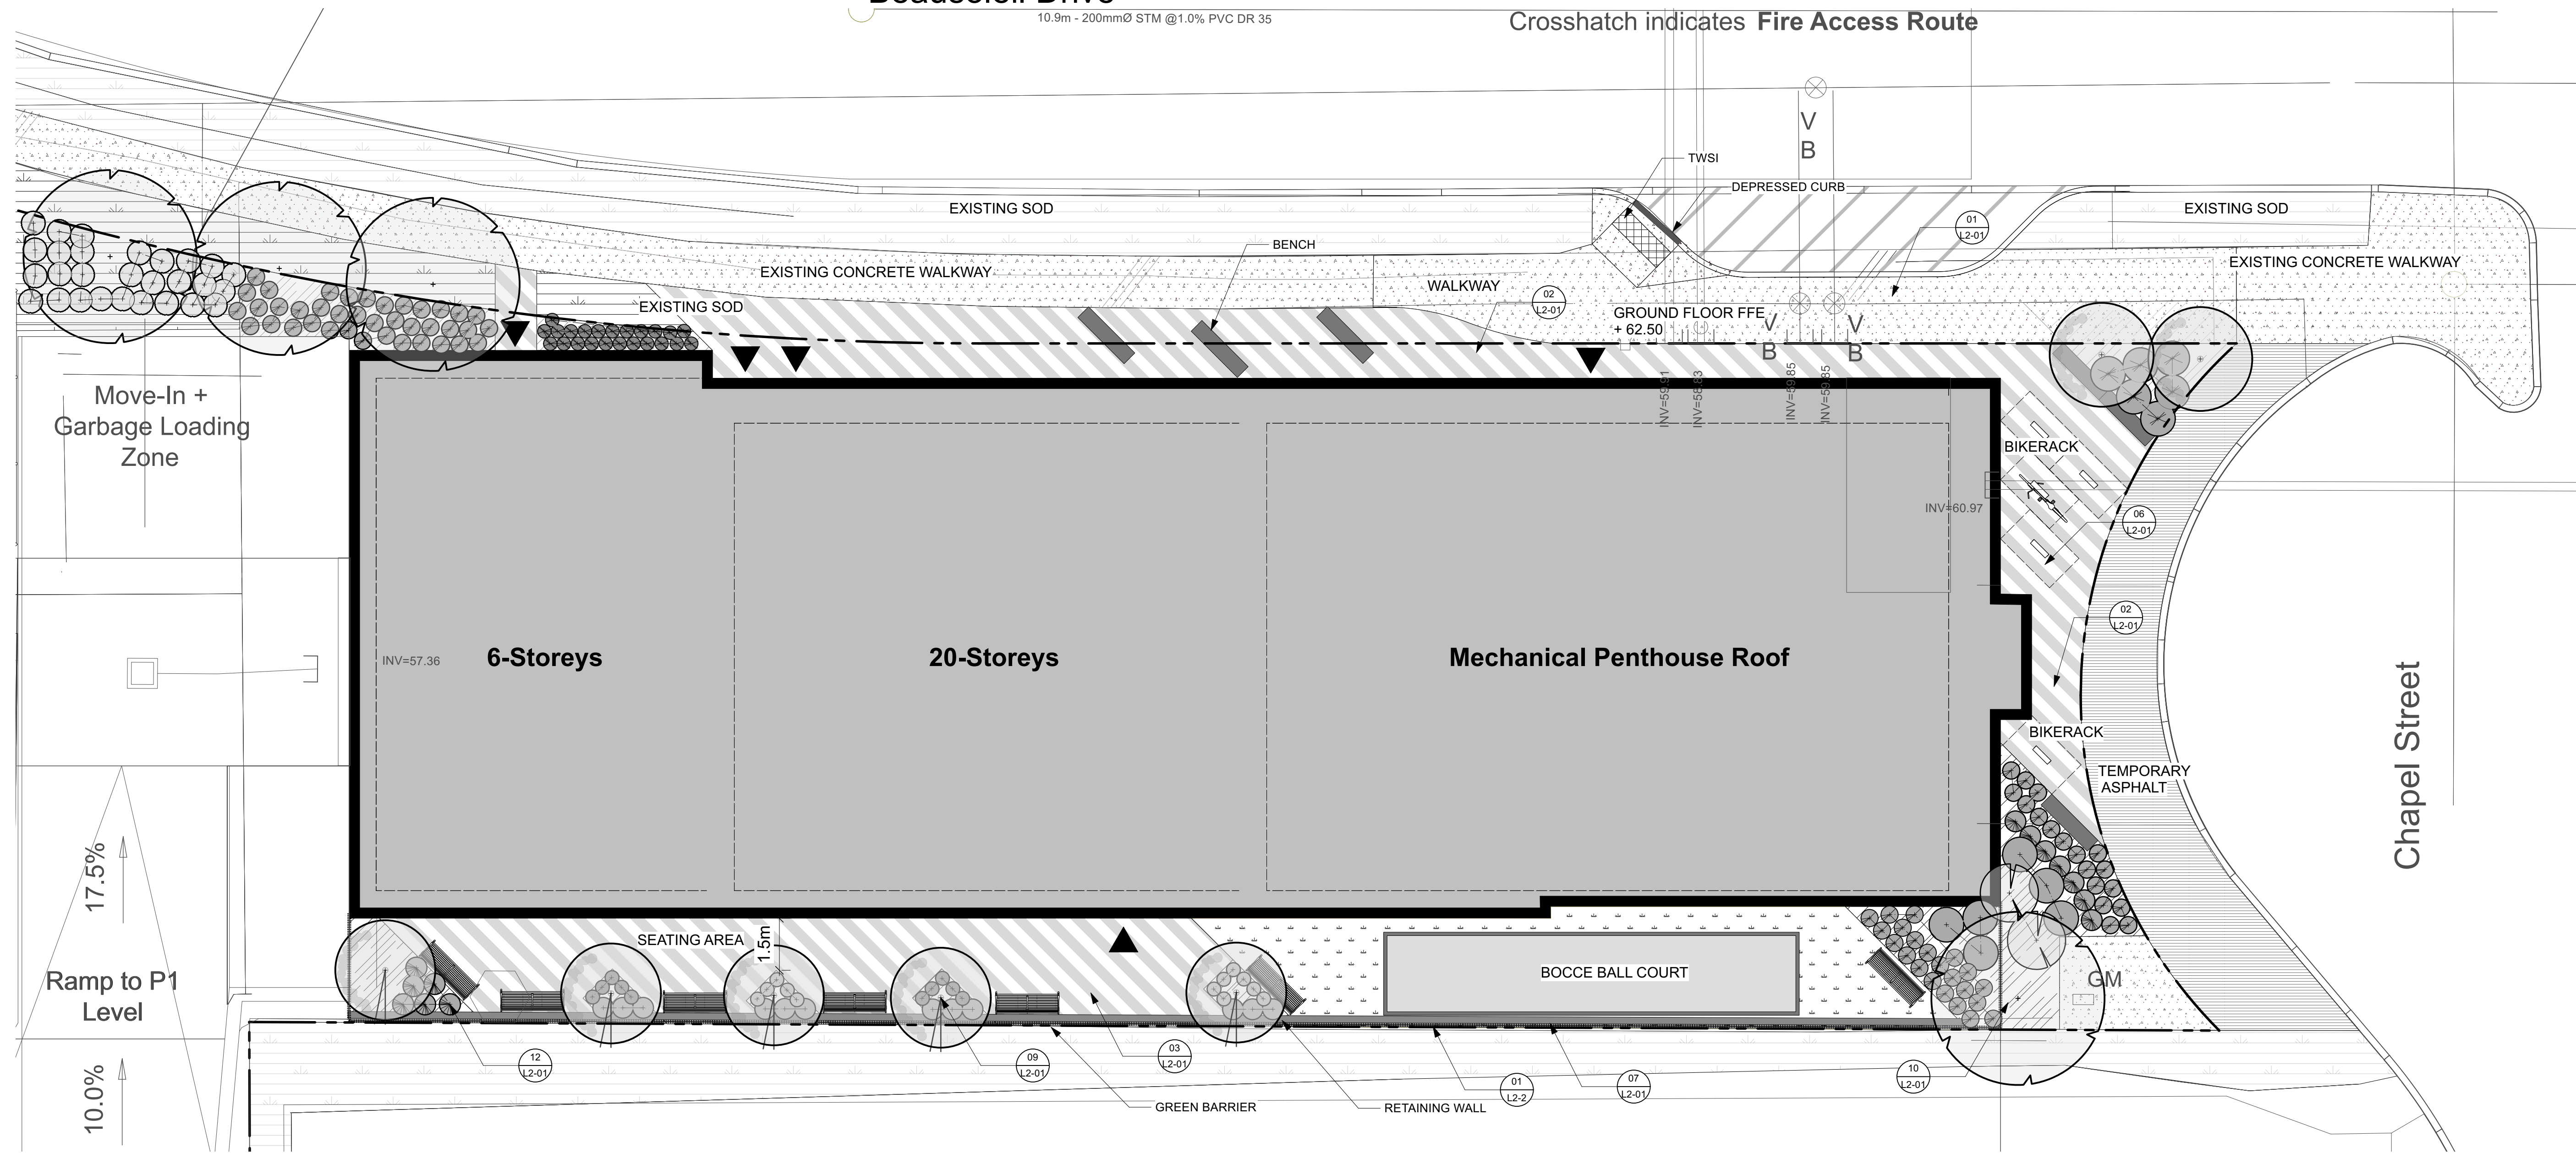 Beausoleil Drive
10.9m - 200mmØ STM @1.0% PVC DR 35
Crosshatch indicates Fire Access Route
V
B
TWSI
DEPRESSED CURB
EXISTING SOD
EXISTING SOD
01
L2-01
BENCH
EXISTING CONCRETE WALKWAY
EXISTING CONCRETE WALKWAY
WALKWAY
02
L2-01
EXISTING SOD
GROUND FLOOR FFE
+ 62.50
V
B
V
B
INV=59.91
INV=58.83
INV=59.85
INV=59.85
Move-In +
Garbage Loading
Zone
BIKERACK
INV=60.97
06
L2-01
02
L2-01
INV=57.36
6-Storeys
20-Storeys
Mechanical Penthouse Roof
BIKERACK
TEMPORARY
ASPHALT
Chapel Street
17.5%
SEATING AREA
1.5m
BOCCE BALL COURT
GM
Ramp to P1
Level
10.0%
12
L2-01
09
L2-01
03
L2-01
01
L2-2
07
L2-01
10
L2-01
GREEN BARRIER
RETAINING WALL